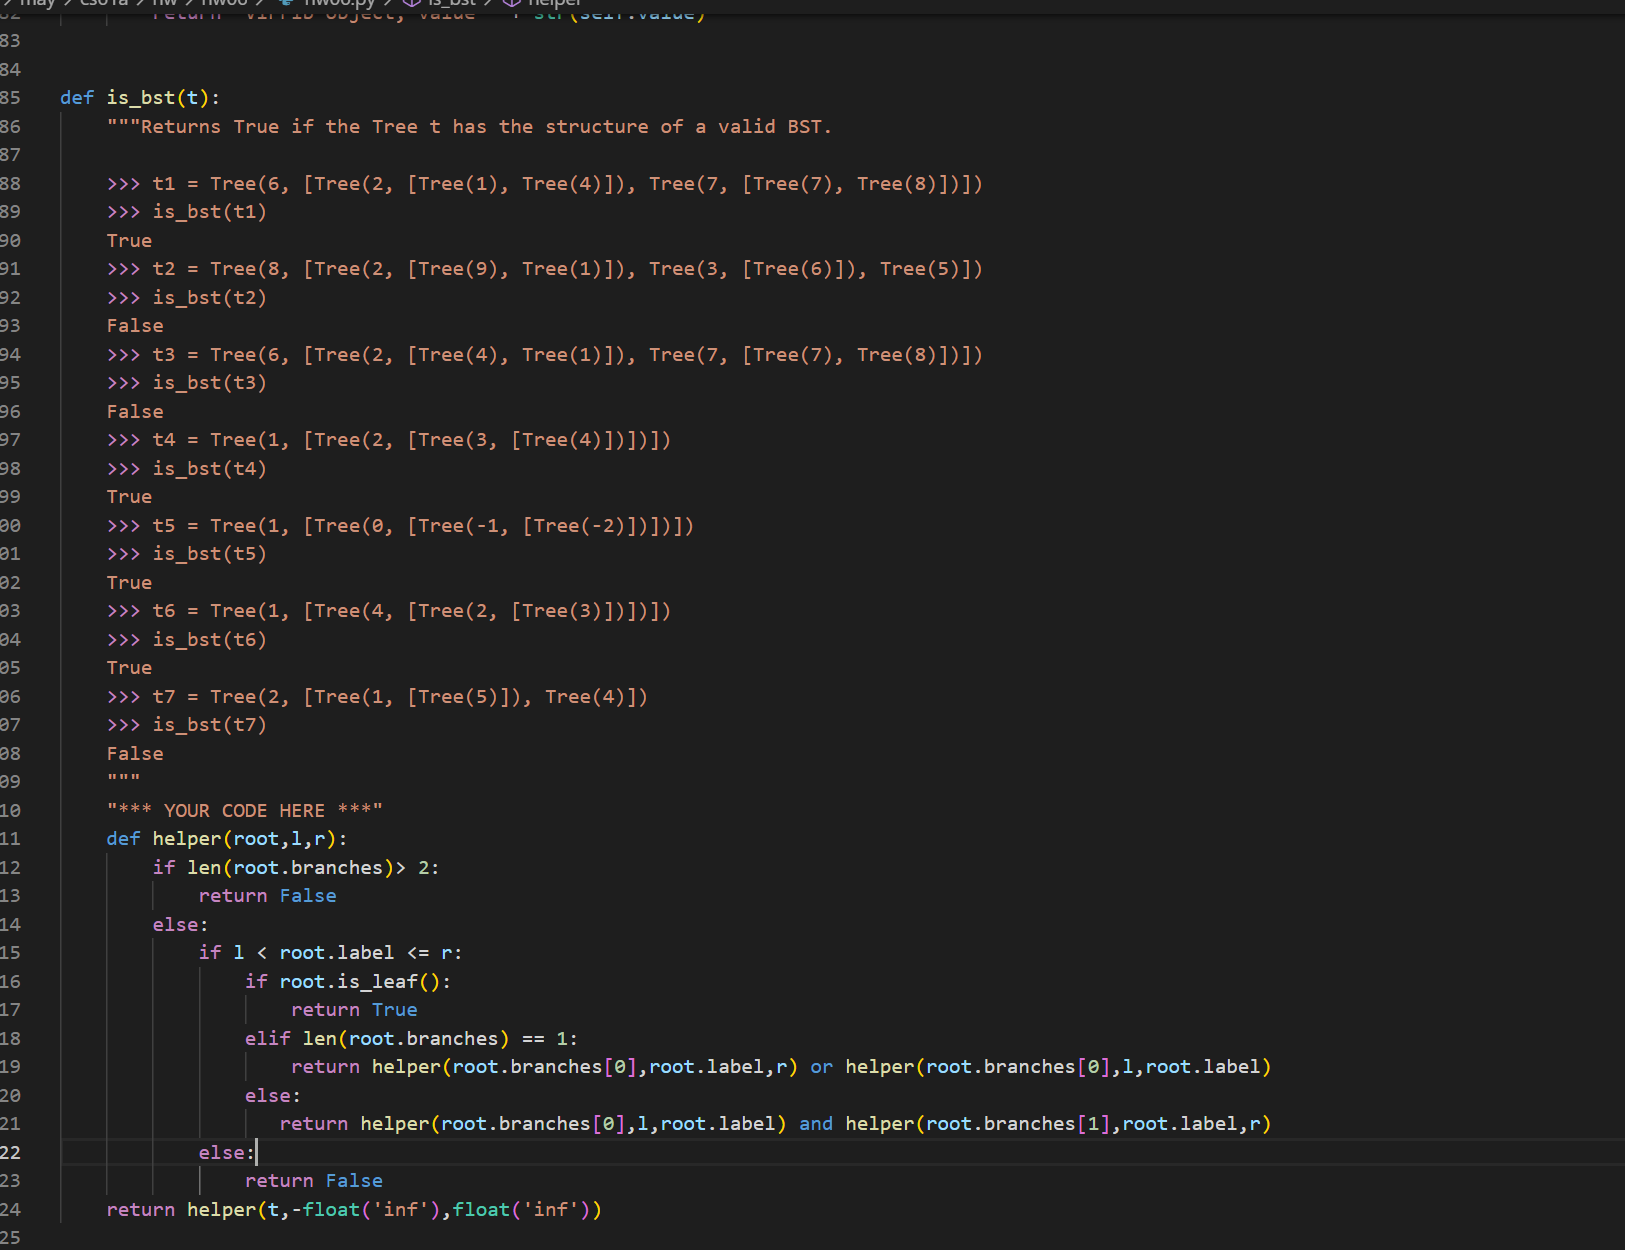 may > cs61a > hw > hw06 > hw06.py > is_bst > helper
83
84
85 def is_bst(t):
86 """Returns True if the Tree t has the structure of a valid BST.
87
88 >>> t1 = Tree(6, [Tree(2, [Tree(1), Tree(4)]), Tree(7, [Tree(7), Tree(8)])])
89 >>> is_bst(t1)
90 True
91 >>> t2 = Tree(8, [Tree(2, [Tree(9), Tree(1)]), Tree(3, [Tree(6)]), Tree(5)])
92 >>> is_bst(t2)
93 False
94 >>> t3 = Tree(6, [Tree(2, [Tree(4), Tree(1)]), Tree(7, [Tree(7), Tree(8)])])
95 >>> is_bst(t3)
96 False
97 >>> t4 = Tree(1, [Tree(2, [Tree(3, [Tree(4)])])])
98 >>> is_bst(t4)
99 True
00 >>> t5 = Tree(1, [Tree(0, [Tree(-1, [Tree(-2)])])])
01 >>> is_bst(t5)
02 True
03 >>> t6 = Tree(1, [Tree(4, [Tree(2, [Tree(3)])])])
04 >>> is_bst(t6)
05 True
06 >>> t7 = Tree(2, [Tree(1, [Tree(5)]), Tree(4)])
07 >>> is_bst(t7)
08 False
09 """
10 "*** YOUR CODE HERE ***"
11 def helper(root,l,r):
12 if len(root.branches)> 2:
13 return False
14 else:
15 if l < root.label <= r:
16 if root.is_leaf():
17 return True
18 elif len(root.branches) == 1:
19 return helper(root.branches[0],root.label,r) or helper(root.branches[0],l,root.label)
20 else:
21 return helper(root.branches[0],l,root.label) and helper(root.branches[1],root.label,r)
22 else:
23 return False
24 return helper(t,-float('inf'),float('inf'))
25